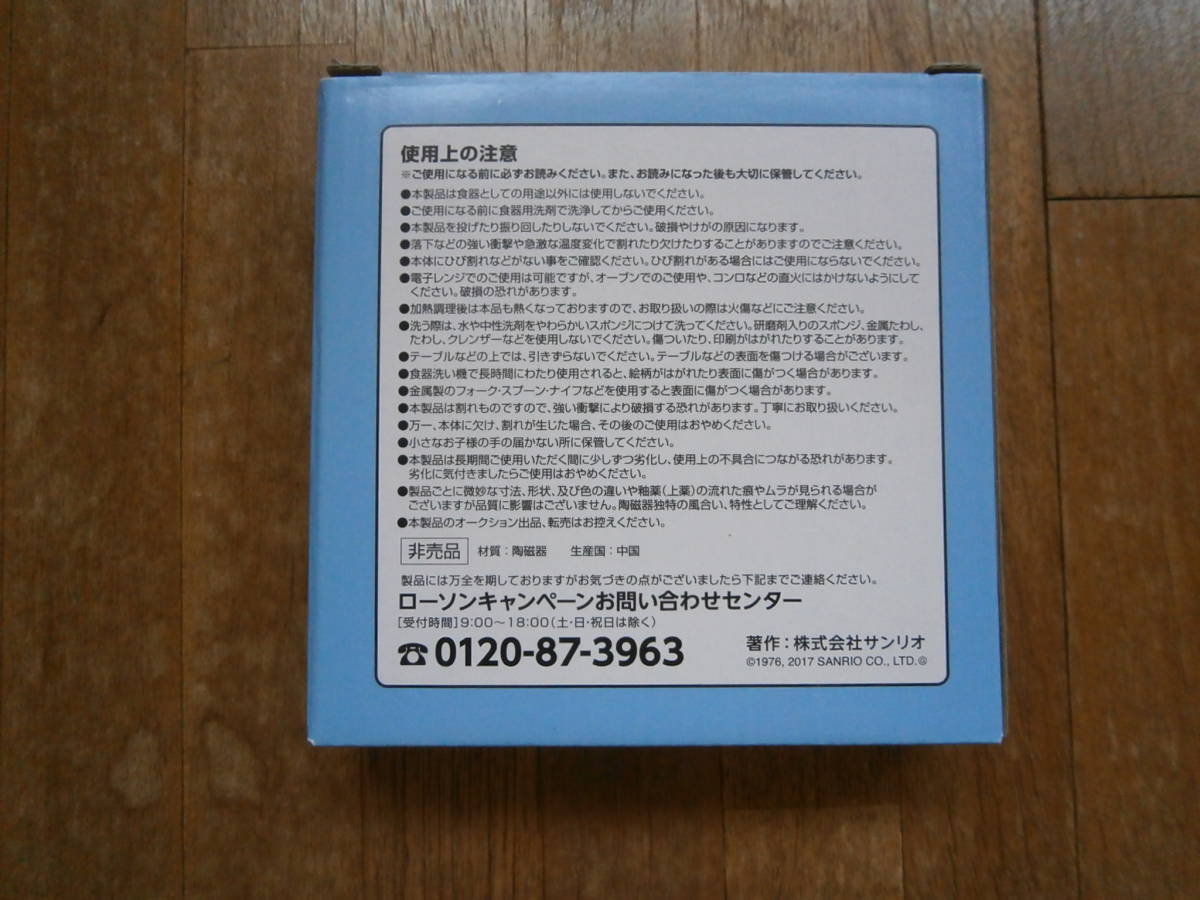 使用上の注意
※ご使用になる前に必ずお読みください。また、お読みになった後も大切に保管してください。
●本製品は食器としての用途以外には使用しないでください。
●ご使用になる前に食器用洗剤で洗浄してからご使用ください。
●本製品を投げたり振り回したりしないでください。破損やけがの原因になります。
●落下などの強い衝撃や急激な温度変化で割れたり欠けたりすることがありますのでご注意ください。
●本体にひび割れなどがない事をご確認ください。ひび割れがある場合にはご使用にならないでください。
●電子レンジでのご使用は可能ですが、オーブンでのご使用や、コンロなどの直火にはかけないようにして
ください。破損の恐れがあります。
●加熱調理後は本品も熱くなっておりますので、お取り扱いの際は火傷などにご注意ください。
●洗う際は、水や中性洗剤をやわらかいスポンジにつけて洗ってください。研磨剤入りのスポンジ、金属たわし、
たわし、クレンザーなどを使用しないでください。傷ついたり、印刷がはがれたりすることがあります。
●テーブルなどの上では、引きずらないでください。テーブルなどの表面を傷つける場合がございます。
●食器洗い機で長時間にわたり使用されると、絵柄がはがれたり表面に傷がつく場合があります。
●金属製のフォーク・スプーン・ナイフなどを使用すると表面に傷がつく場合があります。
●本製品は割れものですので、強い衝撃により破損する恐れがあります。丁寧にお取り扱いください。
●万一、本体に欠け、割れが生じた場合、その後のご使用はおやめください。
●小さなお子様の手の届かない所に保管してください。
●本製品は長期間ご使用いただく間に少しずつ劣化し、使用上の不具合につながる恐れがあります。
劣化に気付きましたらご使用はおやめください。
●製品ごとに微妙な寸法、形状、及び色の違いや釉薬(上薬)の流れた痕やムラが見られる場合が
ございますが品質に影響はございません。陶磁器独特の風合い、特性としてご理解ください。
●本製品のオークション出品、転売はお控えください。
非売品 材質:陶磁器 生産国:中国
製品には万全を期しておりますがお気づきの点がございましたら下記までご連絡ください。
ローソンキャンペーンお問い合わせセンター
[受付時間]9:00〜18:00(土・日・祝日は除く)
☎0120-87-3963
著作:株式会社サンリオ
©1976, 2017 SANRIO CO., LTD.Ⓛ